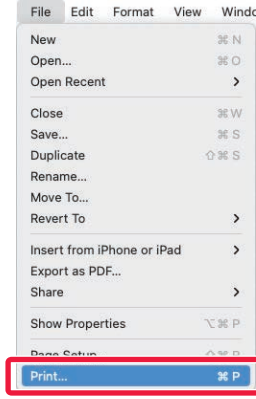 File Edit Format View Windo
New ⌘ N
Open... ⌘ O
Open Recent >
Close ⌘ W
Save... ⌘ S
Duplicate ⇧ ⌘ S
Rename...
Move To...
Revert To >
Insert from iPhone or iPad >
Export as PDF...
Share >
Show Properties ⌥ ⌘ P
Page Setup ⇧ ⌘ P
Print... ⌘ P